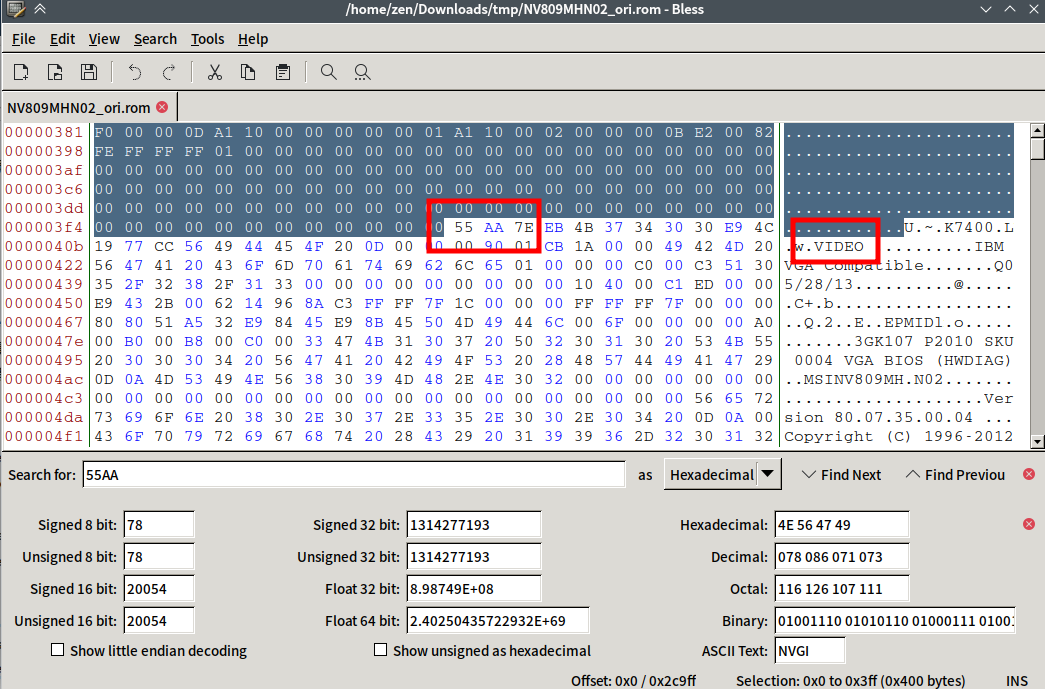 /home/zen/Downloads/tmp/NV809MHN02_ori.rom - Bless
File Edit View Search Tools Help
NV809MHN02_ori.rom
00000381 F0 00 00 0D A1 10 00 00 00 00 00 01 A1 10 00 02 00 00 00 0B E2 00 82 .......................
00000398 FE FF FF FF 01 00 00 00 00 00 00 00 00 00 00 00 00 00 00 00 00 00 00 .......................
000003af 00 00 00 00 00 00 00 00 00 00 00 00 00 00 00 00 00 00 00 00 00 00 00 .......................
000003c6 00 00 00 00 00 00 00 00 00 00 00 00 00 00 00 00 00 00 00 00 00 00 00 .......................
000003dd 00 00 00 00 00 00 00 00 00 00 00 00 00 00 00 00 00 00 00 00 00 00 00 .......................
000003f4 00 00 00 00 00 00 00 00 00 00 00 00 55 AA 7E EB 4B 37 34 30 30 E9 4C ............U.~.K7400.L
0000040b 19 77 CC 56 49 44 45 4F 20 0D 00 00 00 90 01 CB 1A 00 00 49 42 4D 20 .w.VIDEO ..........IBM
00000422 56 47 41 20 43 6F 6D 70 61 74 69 62 6C 65 01 00 00 00 C0 00 C3 51 30 VGA Compatible.......Q0
00000439 35 2F 32 38 2F 31 33 00 00 00 00 00 00 00 00 00 10 40 00 C1 ED 00 00 5/28/13..........@.....
00000450 E9 43 2B 00 62 14 96 8A C3 FF FF 7F 1C 00 00 00 FF FF FF 7F 00 00 00 .C+.b..................
00000467 80 80 51 A5 32 E9 84 45 E9 8B 45 50 4D 49 44 6C 00 6F 00 00 00 00 A0 ..Q.2..E..EPMIDl.o.....
0000047e 00 B0 00 B8 00 C0 00 33 47 4B 31 30 37 20 50 32 30 31 30 20 53 4B 55 .......3GK107 P2010 SKU
00000495 20 30 30 30 34 20 56 47 41 20 42 49 4F 53 20 28 48 57 44 49 41 47 29 0004 VGA BIOS (HWDIAG)
000004ac 0D 0A 4D 53 49 4E 56 38 30 39 4D 48 2E 4E 30 32 00 00 00 00 00 00 00 ..MSINV809MH.N02.......
000004c3 00 00 00 00 00 00 00 00 00 00 00 00 00 00 00 00 00 00 00 00 56 65 72 ....................Ver
000004da 73 69 6F 6E 20 38 30 2E 30 37 2E 33 35 2E 30 30 2E 30 34 20 0D 0A 00 sion 80.07.35.00.04 ...
000004f1 43 6F 70 79 72 69 67 68 74 20 28 43 29 20 31 39 39 36 2D 32 30 31 32 Copyright (C) 1996-2012
Search for: 55AA as Hexadecimal Find Next Find Previou
Signed 8 bit: 78 Signed 32 bit: 1314277193 Hexadecimal: 4E 56 47 49
Unsigned 8 bit: 78 Unsigned 32 bit: 1314277193 Decimal: 078 086 071 073
Signed 16 bit: 20054 Float 32 bit: 8.98749E+08 Octal: 116 126 107 111
Unsigned 16 bit: 20054 Float 64 bit: 2.40250435722932E+69 Binary: 01001110 01010110 01000111 01001
Show little endian decoding Show unsigned as hexadecimal ASCII Text: NVGI
Offset: 0x0 / 0x2c9ff Selection: 0x0 to 0x3ff (0x400 bytes) INS